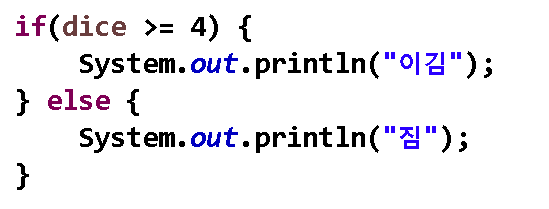 if(dice >= 4) {
    System.out.println("이김");
} else {
    System.out.println("짐");
}